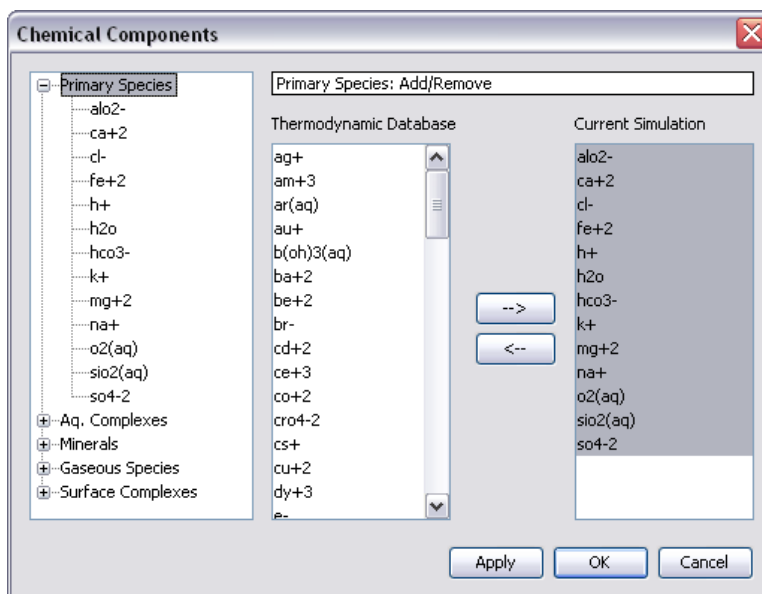 Chemical Components
Primary Species
alo2-
ca+2
cl-
fe+2
h+
h2o
hco3-
k+
mg+2
na+
o2(aq)
sio2(aq)
so4-2
Aq. Complexes
Minerals
Gaseous Species
Surface Complexes
Primary Species: Add/Remove
Thermodynamic Database
ag+
am+3
ar(aq)
au+
b(oh)3(aq)
ba+2
be+2
br-
cd+2
ce+3
co+2
cro4-2
cs+
cu+2
dy+3
e-
-->
<--
Current Simulation
alo2-
ca+2
cl-
fe+2
h+
h2o
hco3-
k+
mg+2
na+
o2(aq)
sio2(aq)
so4-2
Apply
OK
Cancel